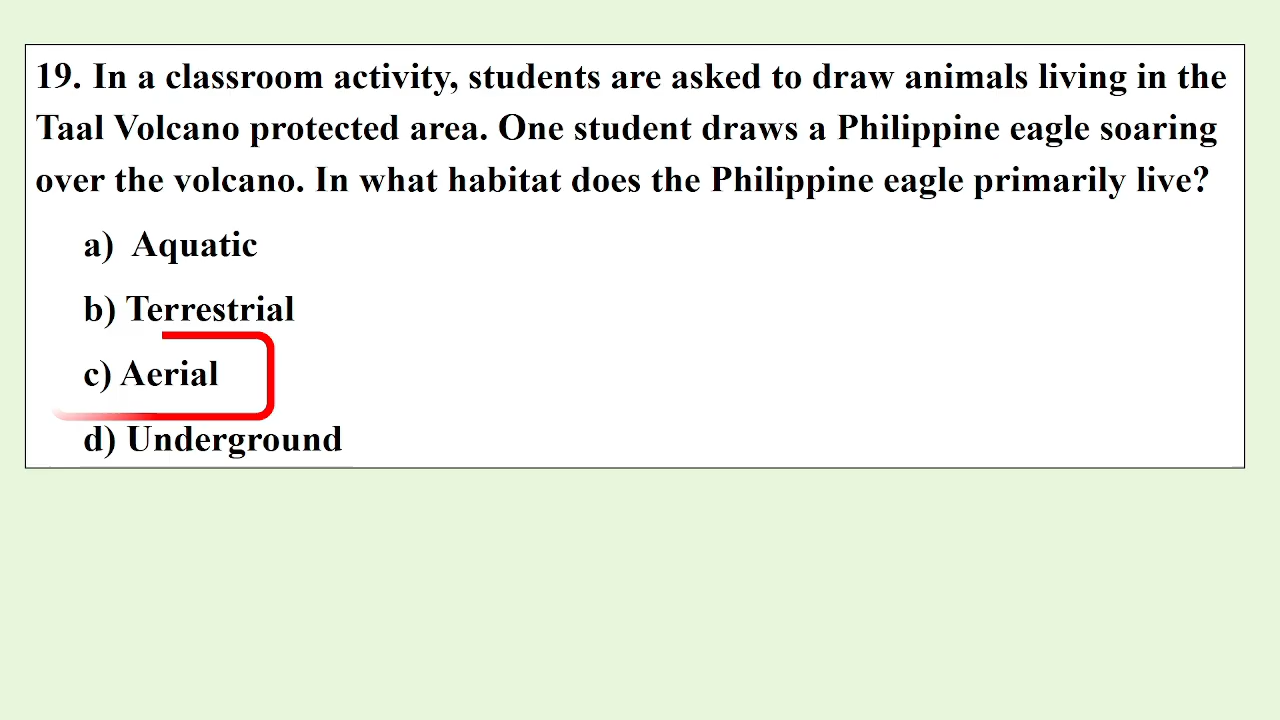 19. In a classroom activity, students are asked to draw animals living in the
Taal Volcano protected area. One student draws a Philippine eagle soaring
over the volcano. In what habitat does the Philippine eagle primarily live?
a) Aquatic
b) Terrestrial
c) Aerial
d) Underground